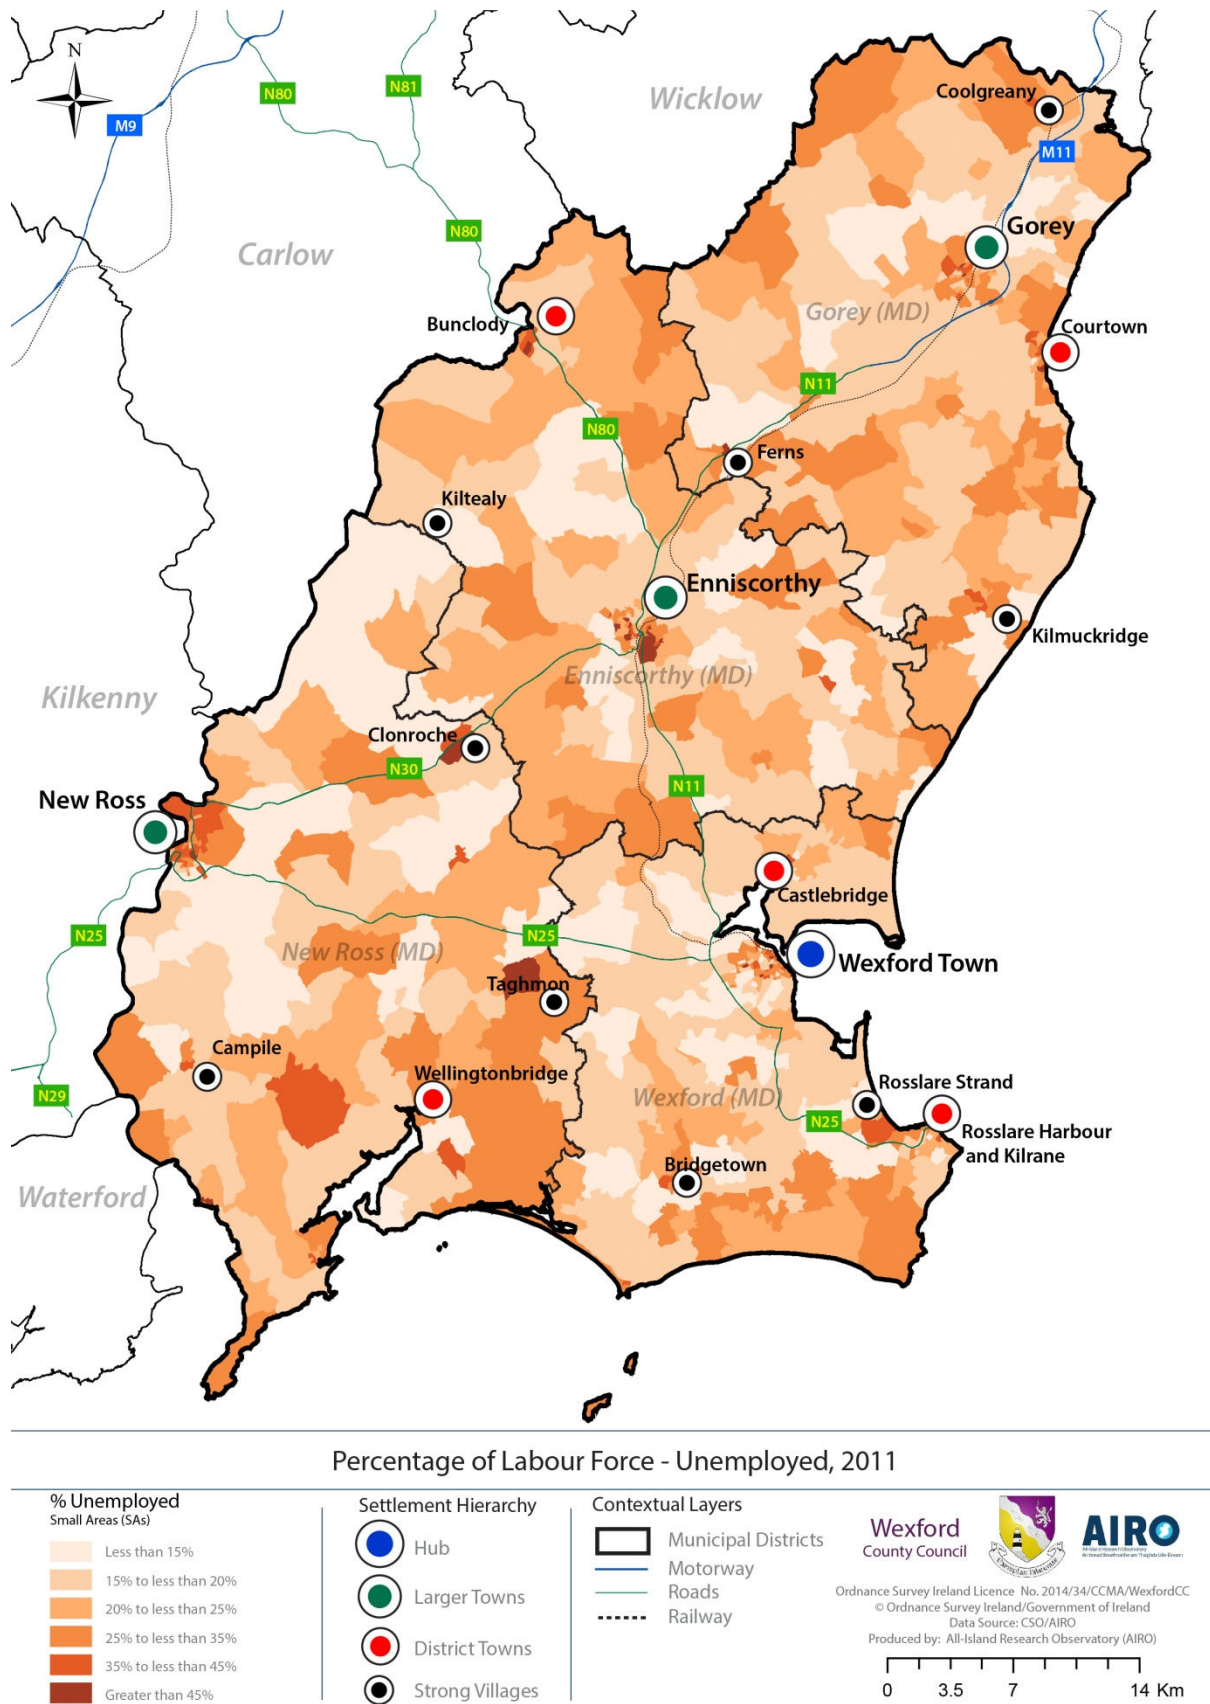 N
N80
N81
Wicklow
Coolgreany
M9
M11
N80
Gorey
Carlow
Bunclody
Gorey (MD)
Courtown
N11
N80
Ferns
Kiltealy
Enniscorthy
Kilmuckridge
Enniscorthy (MD)
Kilkenny
Clonroche
N30
N11
New Ross
Castlebridge
N25
N25
New Ross (MD)
Wexford Town
Taghmon
Campile
Wellingtonbridge
Rosslare Strand
N29
Wexford (MD)
N25
Rosslare Harbour
and Kilrane
Bridgetown
Waterford
Percentage of Labour Force - Unemployed, 2011
% Unemployed
Small Areas (SAs)
Less than 15%
15% to less than 20%
20% to less than 25%
25% to less than 35%
35% to less than 45%
Greater than 45%
Settlement Hierarchy
Hub
Larger Towns
District Towns
Strong Villages
Contextual Layers
Municipal Districts
Motorway
Roads
Railway
Wexford
County Council
AIRO
Ordnance Survey Ireland Licence No. 2014/34/CCMA/WexfordCC
© Ordnance Survey Ireland/Government of Ireland
Data Source: CSO/AIRO
Produced by: All-Island Research Observatory (AIRO)
0 3.5 7 14 Km